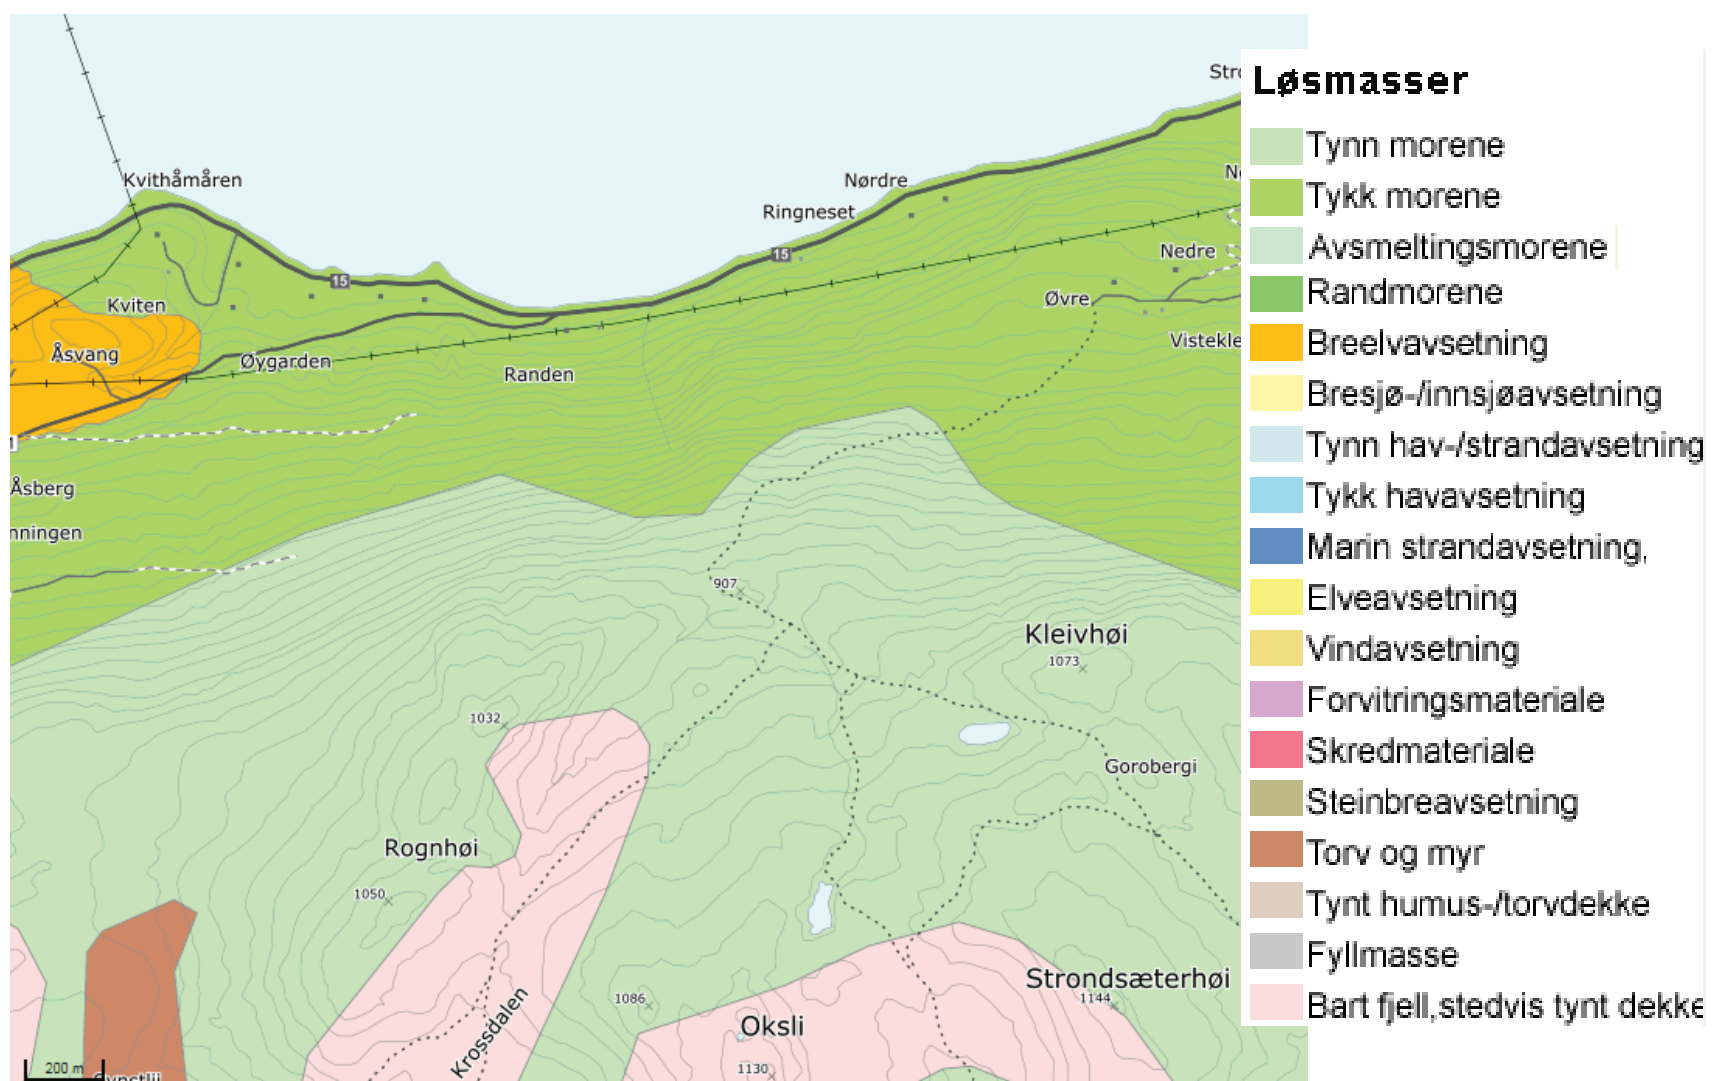 Løsmasser
Tynn morene
Tykk morene
Avsmeltingsmorene
Randmorene
Breelvavsetning
Bresjø-/innsjøavsetning
Tynn hav-/strandavsetning
Tykk havavsetning
Marin strandavsetning,
Elveavsetning
Vindavsetning
Forvitringsmateriale
Skredmateriale
Steinbreavsetning
Torv og myr
Tynt humus-/torvdekke
Fyllmasse
Bart fjell,stedvis tynt dekke
Kvithåmåren
Nørdre
Ringneset
15
15
Nedre
Øvre
Kviten
Åsvang
Øygarden
Randen
Vistekle
Åsberg
nningen
907
Kleivhøi
1073
1032
Gorobergi
Rognhøi
1050
Strondsæterhøi
1144
1086
Oksli
Krossdalen
1130
200 m